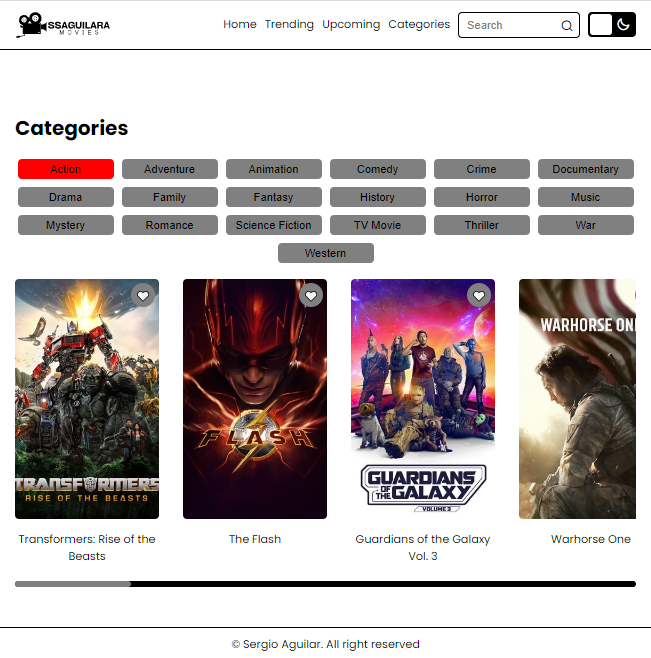 SSAGUILARA
MOVIES
Home Trending Upcoming Categories Search
Categories
Action Adventure Animation Comedy Crime Documentary
Drama Family Fantasy History Horror Music
Mystery Romance Science Fiction TV Movie Thriller War
Western
TRANSFORMERS
RISE OF THE BEASTS
FLASH
GUARDIANS
OF THE GALAXY
VOLUME 3
WARHORSE ON
Transformers: Rise of the
Beasts
The Flash
Guardians of the Galaxy
Vol. 3
Warhorse One
© Sergio Aguilar. All right reserved